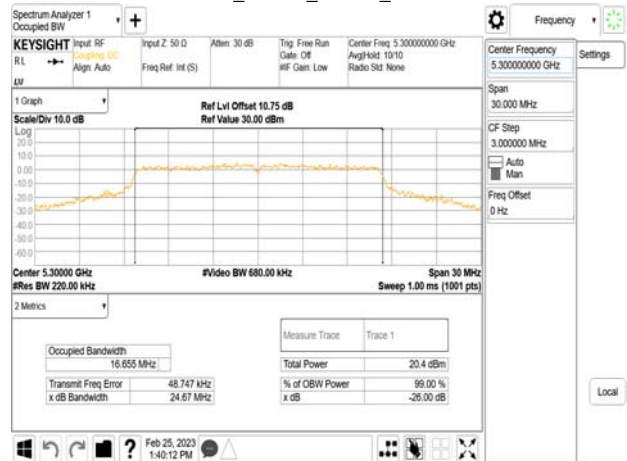 Spectrum Analyzer 1
Occupied BW
Frequency
KEYSIGHT
Input: RF
Coupling: DC
Align: Auto
Input Z: 50 Ω
Freq Ref: Int (S)
Atten: 30 dB
Trig: Free Run
Gate: Off
#IF Gain: Low
Center Freq: 5.300000000 GHz
Avg|Hold: 10/10
Radio Std: None
RL
LXI
1 Graph
Scale/Div 10.0 dB
Ref Lvl Offset 10.75 dB
Ref Value 30.00 dBm
Log
20.0
10.0
0.00
-10.0
-20.0
-30.0
-40.0
-50.0
-60.0
Center 5.30000 GHz
#Res BW 220.00 kHz
#Video BW 680.00 kHz
Span 30 MHz
Sweep 1.00 ms (1001 pts)
2 Metrics
Measure Trace
Trace 1
Occupied Bandwidth
16.655 MHz
Total Power
20.4 dBm
Transmit Freq Error
48.747 kHz
% of OBW Power
99.00 %
x dB Bandwidth
24.67 MHz
x dB
-26.00 dB
Center Frequency
5.300000000 GHz
Settings
Span
30.000 MHz
CF Step
3.000000 MHz
Auto
Man
Freq Offset
0 Hz
Local
?
Feb 25, 2023
1:40:12 PM